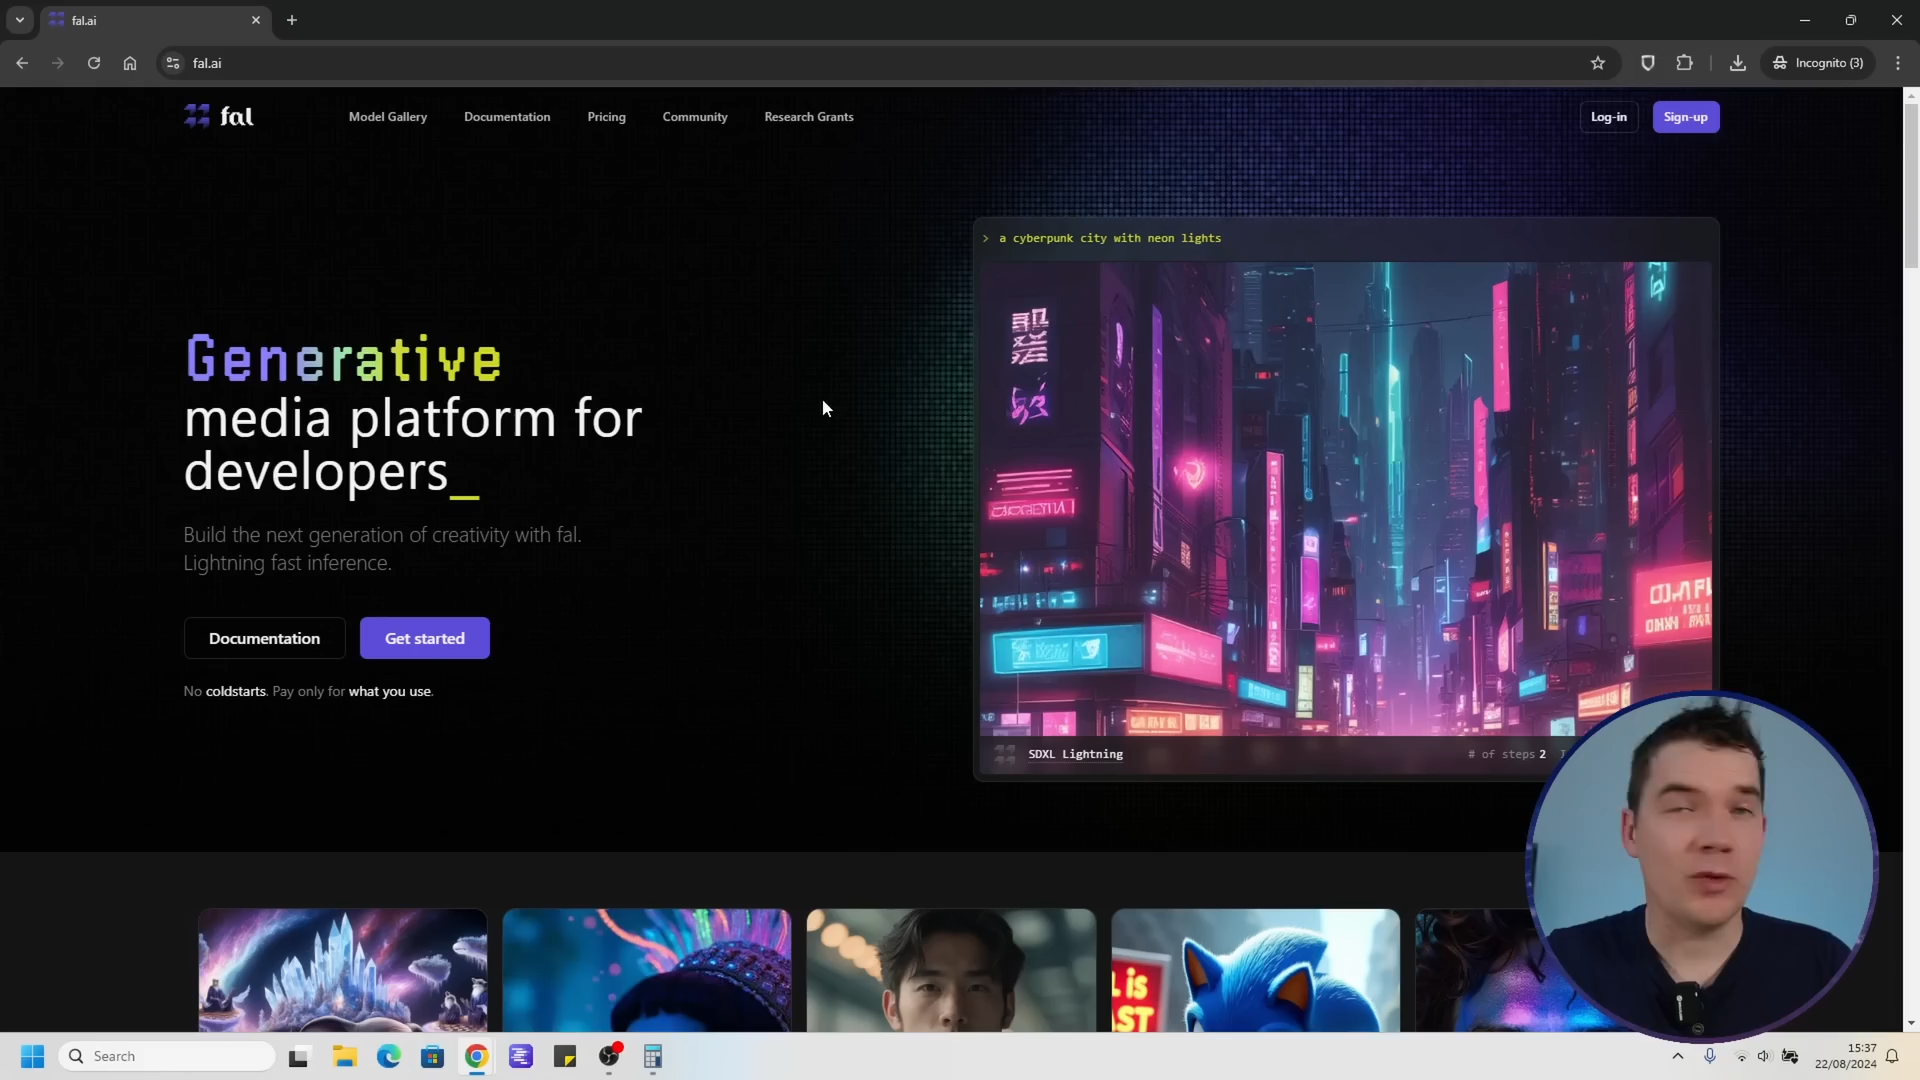 fal.ai
fal.ai
Incognito (3)
fal
Model Gallery
Documentation
Pricing
Community
Research Grants
Log-in
Sign-up
> a cyberpunk city with neon lights
Generative
media platform for
developers_
Build the next generation of creativity with fal.
Lightning fast inference.
Documentation
Get started
No coldstarts. Pay only for what you use.
SDXL Lightning
# of steps 2
Search
15:37
22/08/2024